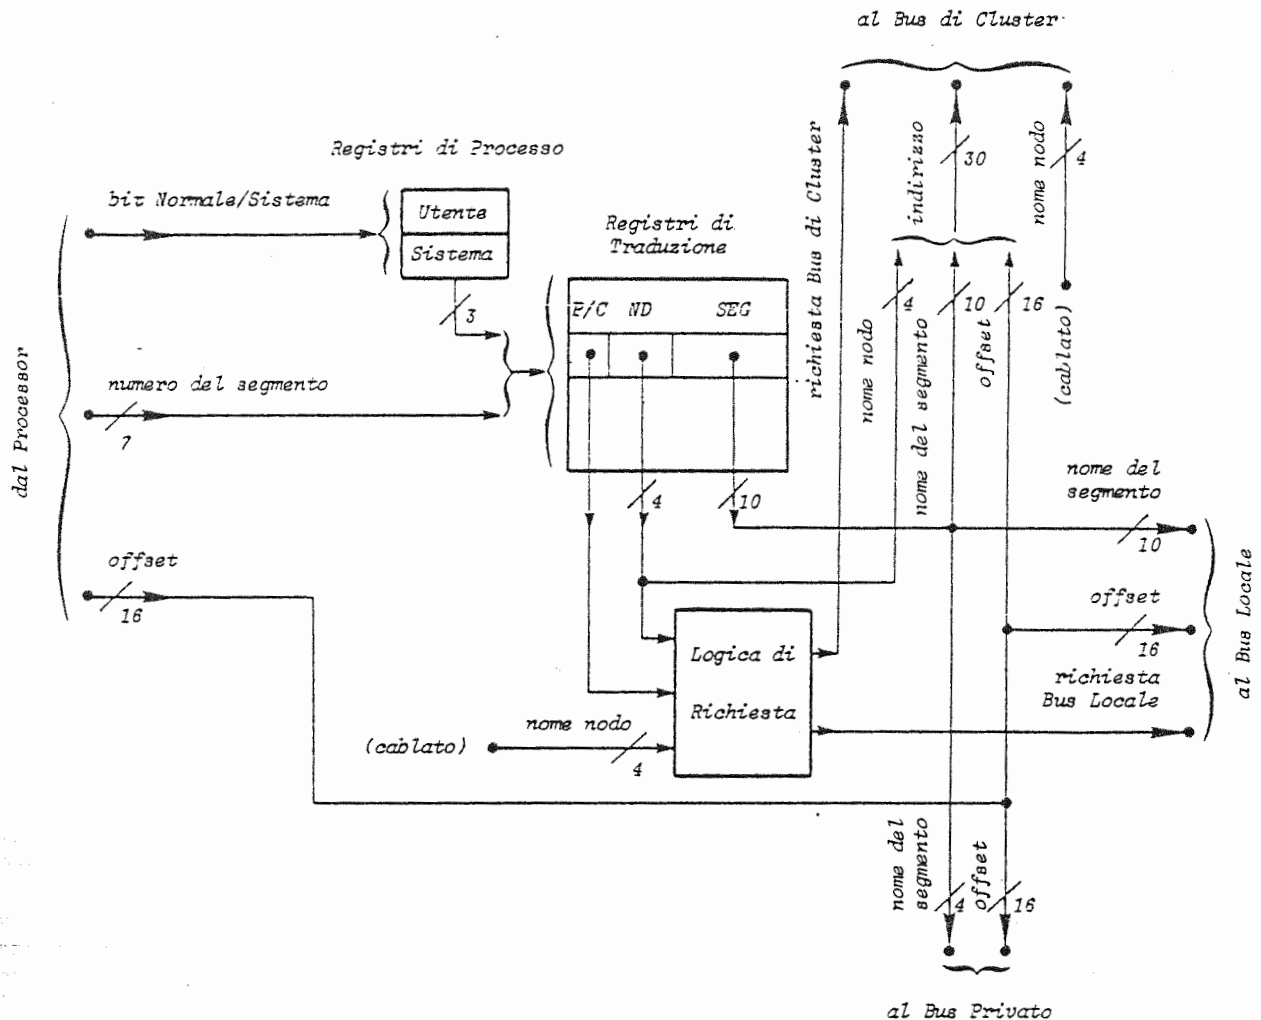 al Bus di Cluster
Registri di Processo
bit Normale/Sistema
Utente
Sistema
3
Registri di
Traduzione
P/C
ND
SEG
numero del segmento
7
dal Processor
offset
16
4
10
richiesta Bus di Cluster
indirizzo
30
nome nodo
4
(cablato)
nome nodo
4
nome del segmento
10
offset
16
nome del
segmento
10
offset
16
richiesta
Bus Locale
al Bus Locale
Logica di
Richiesta
nome nodo
(cablato)
4
nome del
segmento
4
offset
16
al Bus Privato